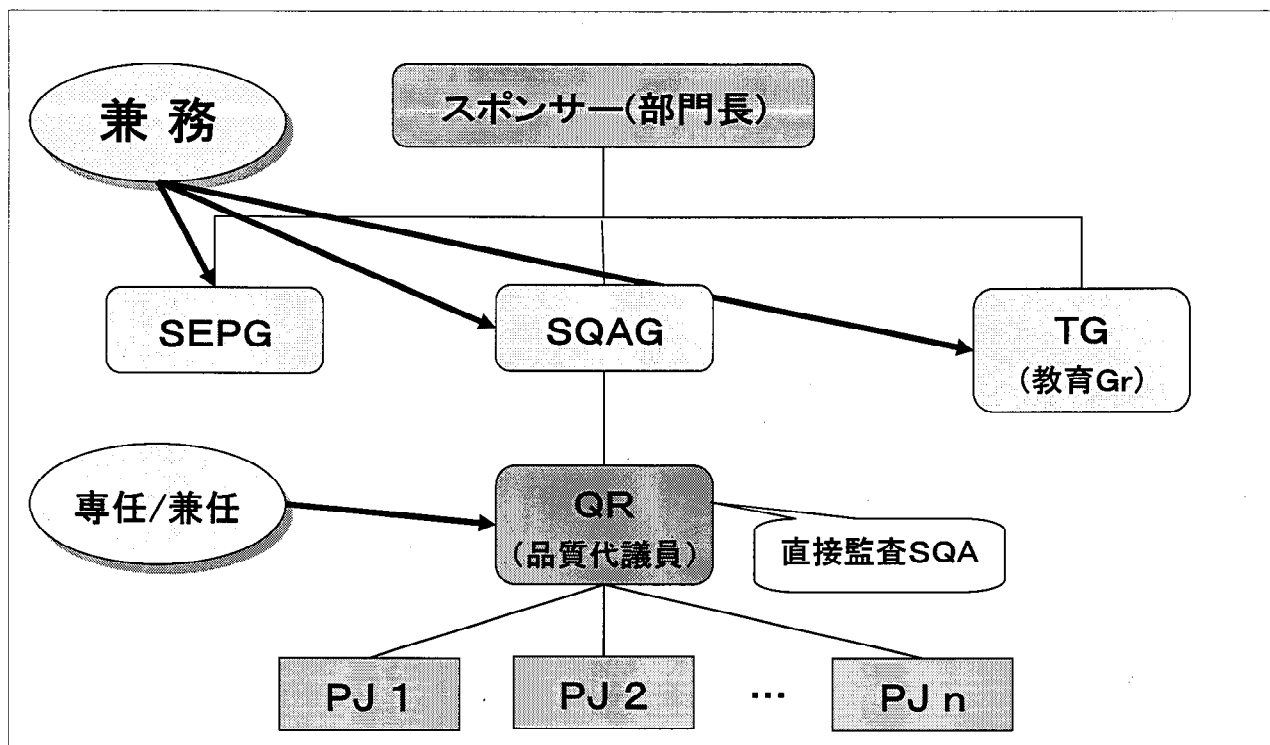 兼務
スポンサー(部門長)
SEPG
SQAG
TG
(教育Gr)
専任/兼任
QR
(品質代議員)
直接監査SQA
PJ 1
PJ 2
…
PJ n